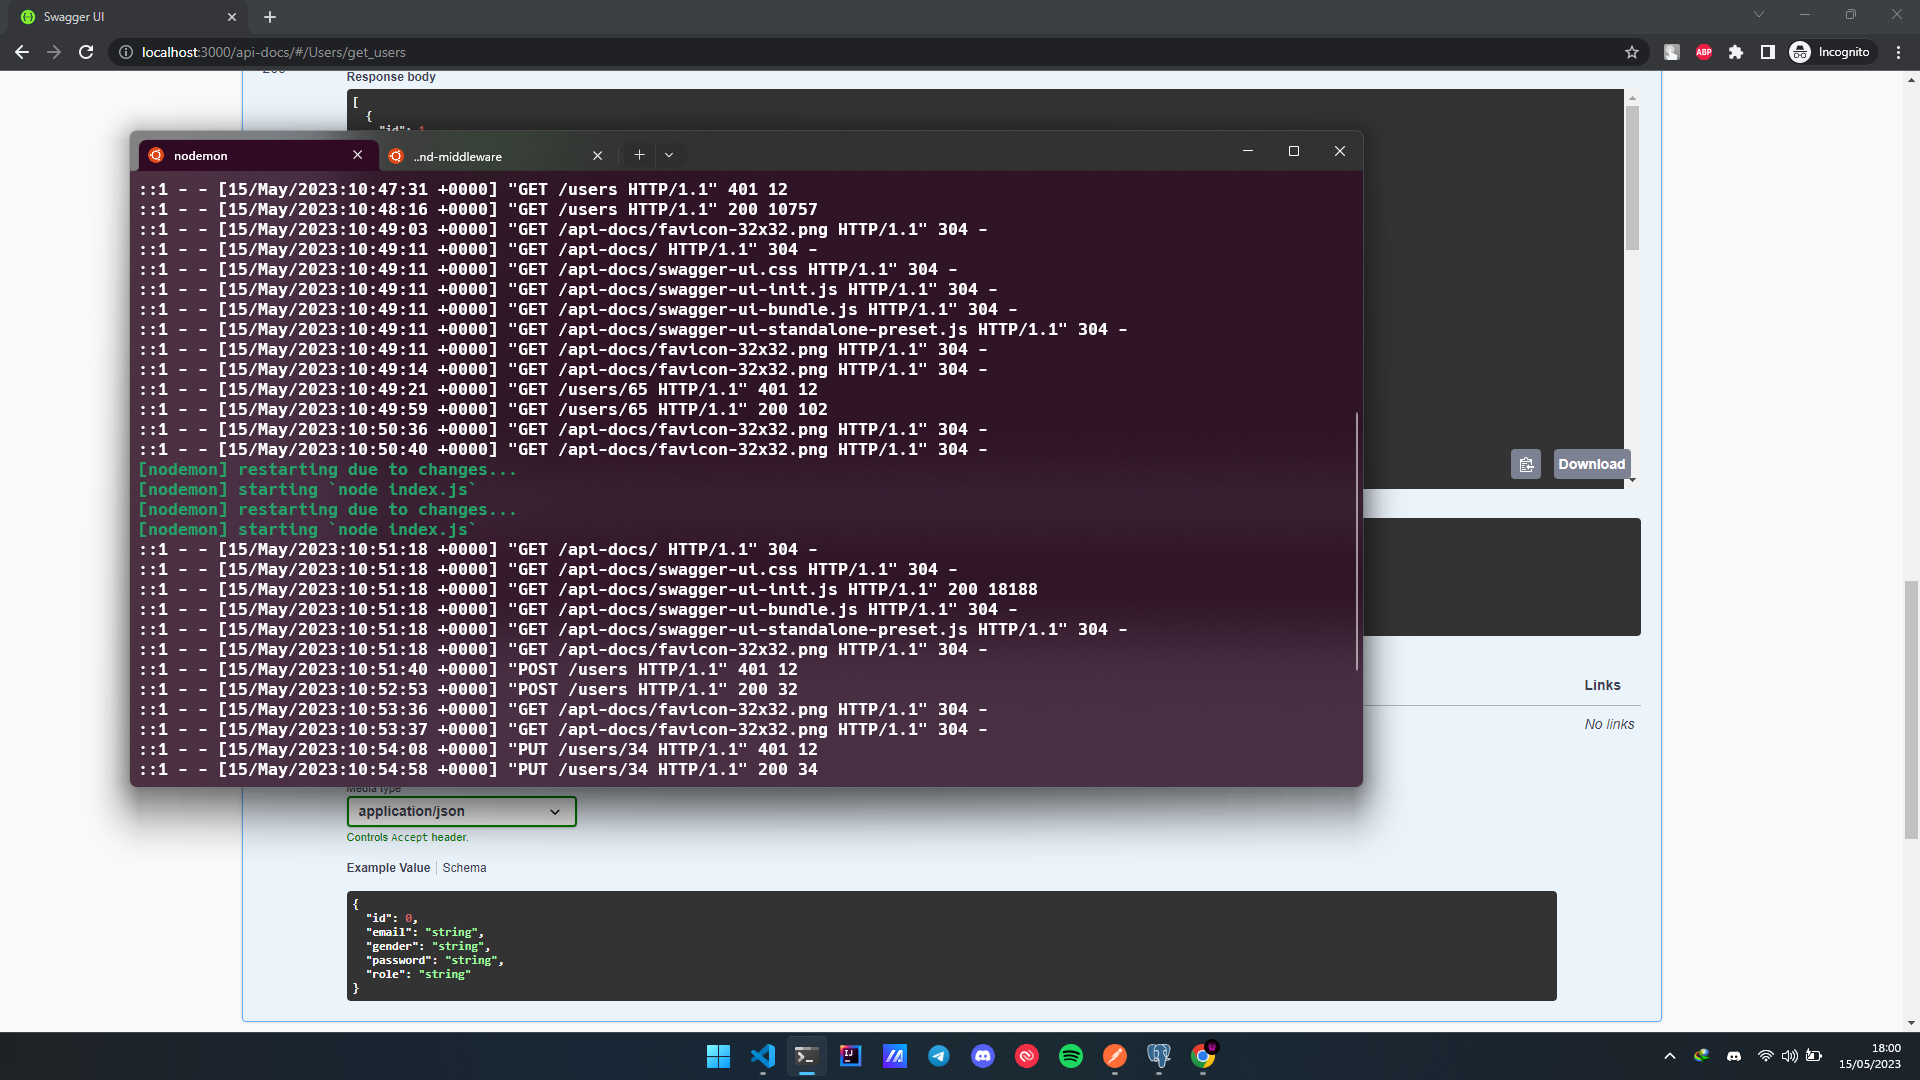 Swagger UI
localhost:3000/api-docs/#/Users/get_users
ABP
Incognito
Response body
[
{
"id": 1
nodemon
..nd-middleware
::1 - - [15/May/2023:10:47:31 +0000] "GET /users HTTP/1.1" 401 12
::1 - - [15/May/2023:10:48:16 +0000] "GET /users HTTP/1.1" 200 10757
::1 - - [15/May/2023:10:49:03 +0000] "GET /api-docs/favicon-32x32.png HTTP/1.1" 304 -
::1 - - [15/May/2023:10:49:11 +0000] "GET /api-docs/ HTTP/1.1" 304 -
::1 - - [15/May/2023:10:49:11 +0000] "GET /api-docs/swagger-ui.css HTTP/1.1" 304 -
::1 - - [15/May/2023:10:49:11 +0000] "GET /api-docs/swagger-ui-init.js HTTP/1.1" 304 -
::1 - - [15/May/2023:10:49:11 +0000] "GET /api-docs/swagger-ui-bundle.js HTTP/1.1" 304 -
::1 - - [15/May/2023:10:49:11 +0000] "GET /api-docs/swagger-ui-standalone-preset.js HTTP/1.1" 304 -
::1 - - [15/May/2023:10:49:11 +0000] "GET /api-docs/favicon-32x32.png HTTP/1.1" 304 -
::1 - - [15/May/2023:10:49:14 +0000] "GET /api-docs/favicon-32x32.png HTTP/1.1" 304 -
::1 - - [15/May/2023:10:49:21 +0000] "GET /users/65 HTTP/1.1" 401 12
::1 - - [15/May/2023:10:49:59 +0000] "GET /users/65 HTTP/1.1" 200 102
::1 - - [15/May/2023:10:50:36 +0000] "GET /api-docs/favicon-32x32.png HTTP/1.1" 304 -
::1 - - [15/May/2023:10:50:40 +0000] "GET /api-docs/favicon-32x32.png HTTP/1.1" 304 -
[nodemon] restarting due to changes...
[nodemon] starting `node index.js`
[nodemon] restarting due to changes...
[nodemon] starting `node index.js`
::1 - - [15/May/2023:10:51:18 +0000] "GET /api-docs/ HTTP/1.1" 304 -
::1 - - [15/May/2023:10:51:18 +0000] "GET /api-docs/swagger-ui.css HTTP/1.1" 304 -
::1 - - [15/May/2023:10:51:18 +0000] "GET /api-docs/swagger-ui-init.js HTTP/1.1" 200 18188
::1 - - [15/May/2023:10:51:18 +0000] "GET /api-docs/swagger-ui-bundle.js HTTP/1.1" 304 -
::1 - - [15/May/2023:10:51:18 +0000] "GET /api-docs/swagger-ui-standalone-preset.js HTTP/1.1" 304 -
::1 - - [15/May/2023:10:51:18 +0000] "GET /api-docs/favicon-32x32.png HTTP/1.1" 304 -
::1 - - [15/May/2023:10:51:40 +0000] "POST /users HTTP/1.1" 401 12
::1 - - [15/May/2023:10:52:53 +0000] "POST /users HTTP/1.1" 200 32
::1 - - [15/May/2023:10:53:36 +0000] "GET /api-docs/favicon-32x32.png HTTP/1.1" 304 -
::1 - - [15/May/2023:10:53:37 +0000] "GET /api-docs/favicon-32x32.png HTTP/1.1" 304 -
::1 - - [15/May/2023:10:54:08 +0000] "PUT /users/34 HTTP/1.1" 401 12
::1 - - [15/May/2023:10:54:58 +0000] "PUT /users/34 HTTP/1.1" 200 34
Download
Links
No links
Media type
application/json
Controls Accept header.
Example Value
Schema
{
"id": 0,
"email": "string",
"gender": "string",
"password": "string",
"role": "string"
}
18:00
15/05/2023